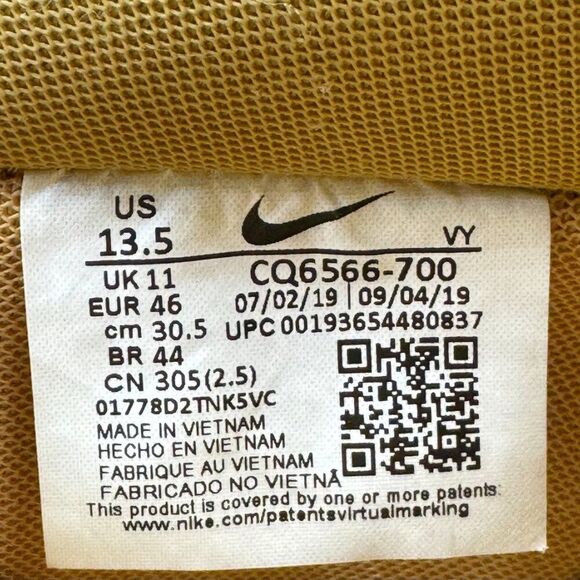 US
13.5
VY
UK 11
CQ6566-700
EUR 46
07/02/19 | 09/04/19
cm 30.5
UPC 00193654480837
BR 44
CN 305(2.5)
01778D2TNK5VC
MADE IN VIETNAM
HECHO EN VIETNAM
FABRIQUE AU VIETNAM
FABRICADO NO VIETNÃ
This product is covered by one or more patents:
www.nike.com/patentsvirtualmarking